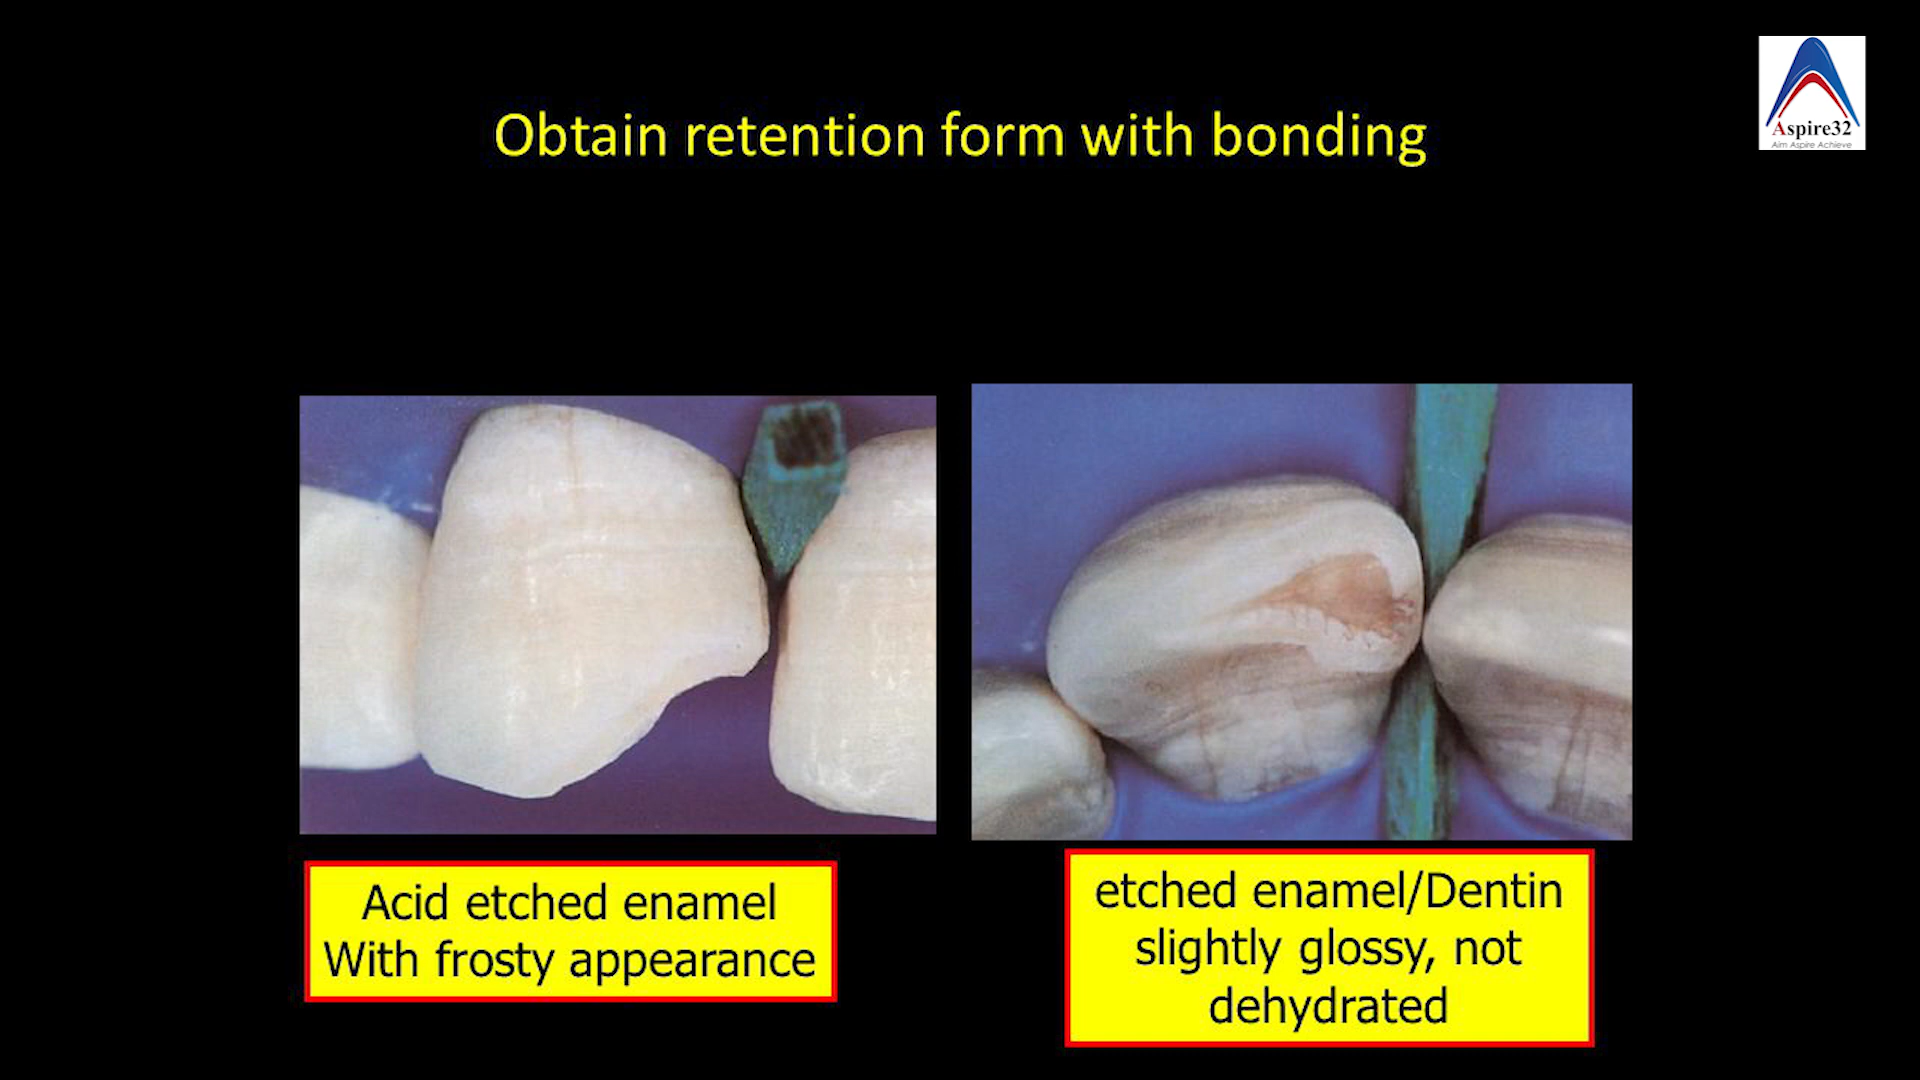 Aspire32
Aim Aspire Achieve
Obtain retention form with bonding
Acid etched enamel
With frosty appearance
etched enamel/Dentin
slightly glossy, not
dehydrated